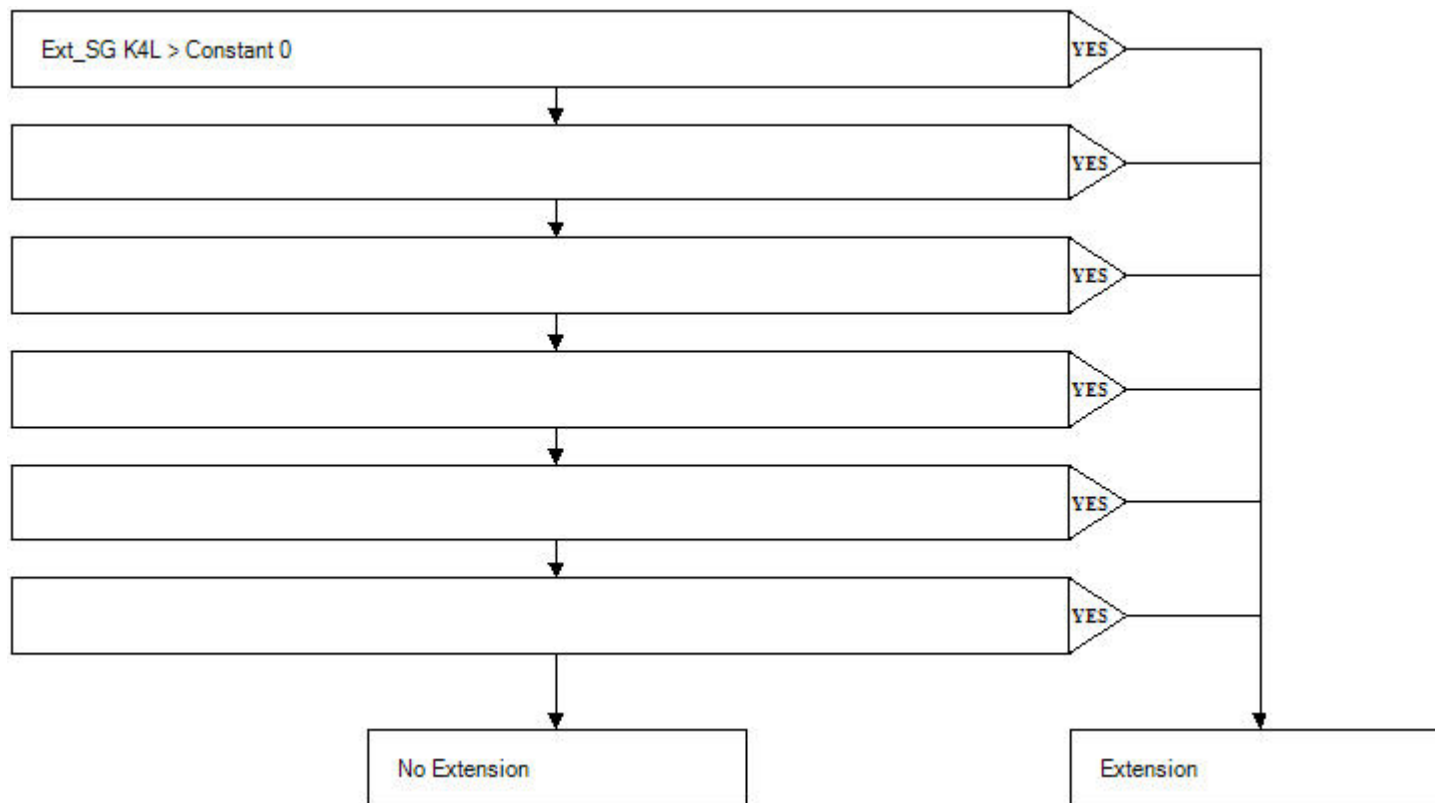 Ext_SG K4L > Constant 0
YES
YES
YES
YES
YES
YES
No Extension
Extension